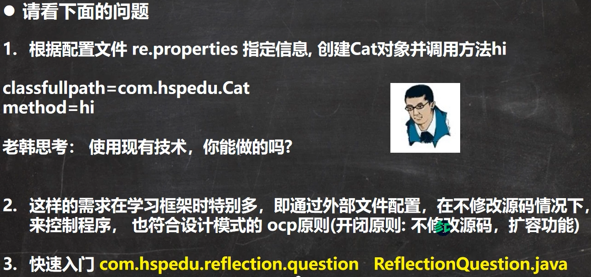 ● 请看下面的问题
1. 根据配置文件 re.properties 指定信息, 创建Cat对象并调用方法hi
classfullpath=com.hspedu.Cat
method=hi
老韩思考： 使用现有技术，你能做的吗?
2. 这样的需求在学习框架时特别多，即通过外部文件配置，在不修改源码情况下，
来控制程序， 也符合设计模式的 ocp原则(开闭原则: 不修改源码，扩容功能)
3. 快速入门 com.hspedu.reflection.question ReflectionQuestion.java